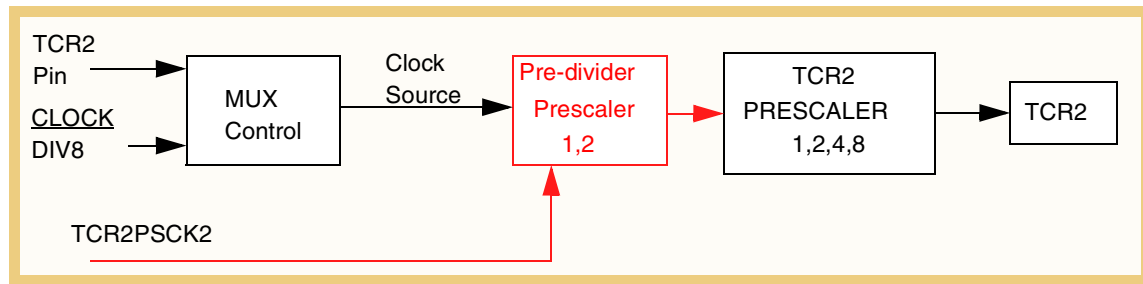 TCR2
Pin
CLOCK
DIV8
MUX
Control
Clock
Source
Pre-divider
Prescaler
1,2
TCR2
PRESCALER
1,2,4,8
TCR2
TCR2PSCK2